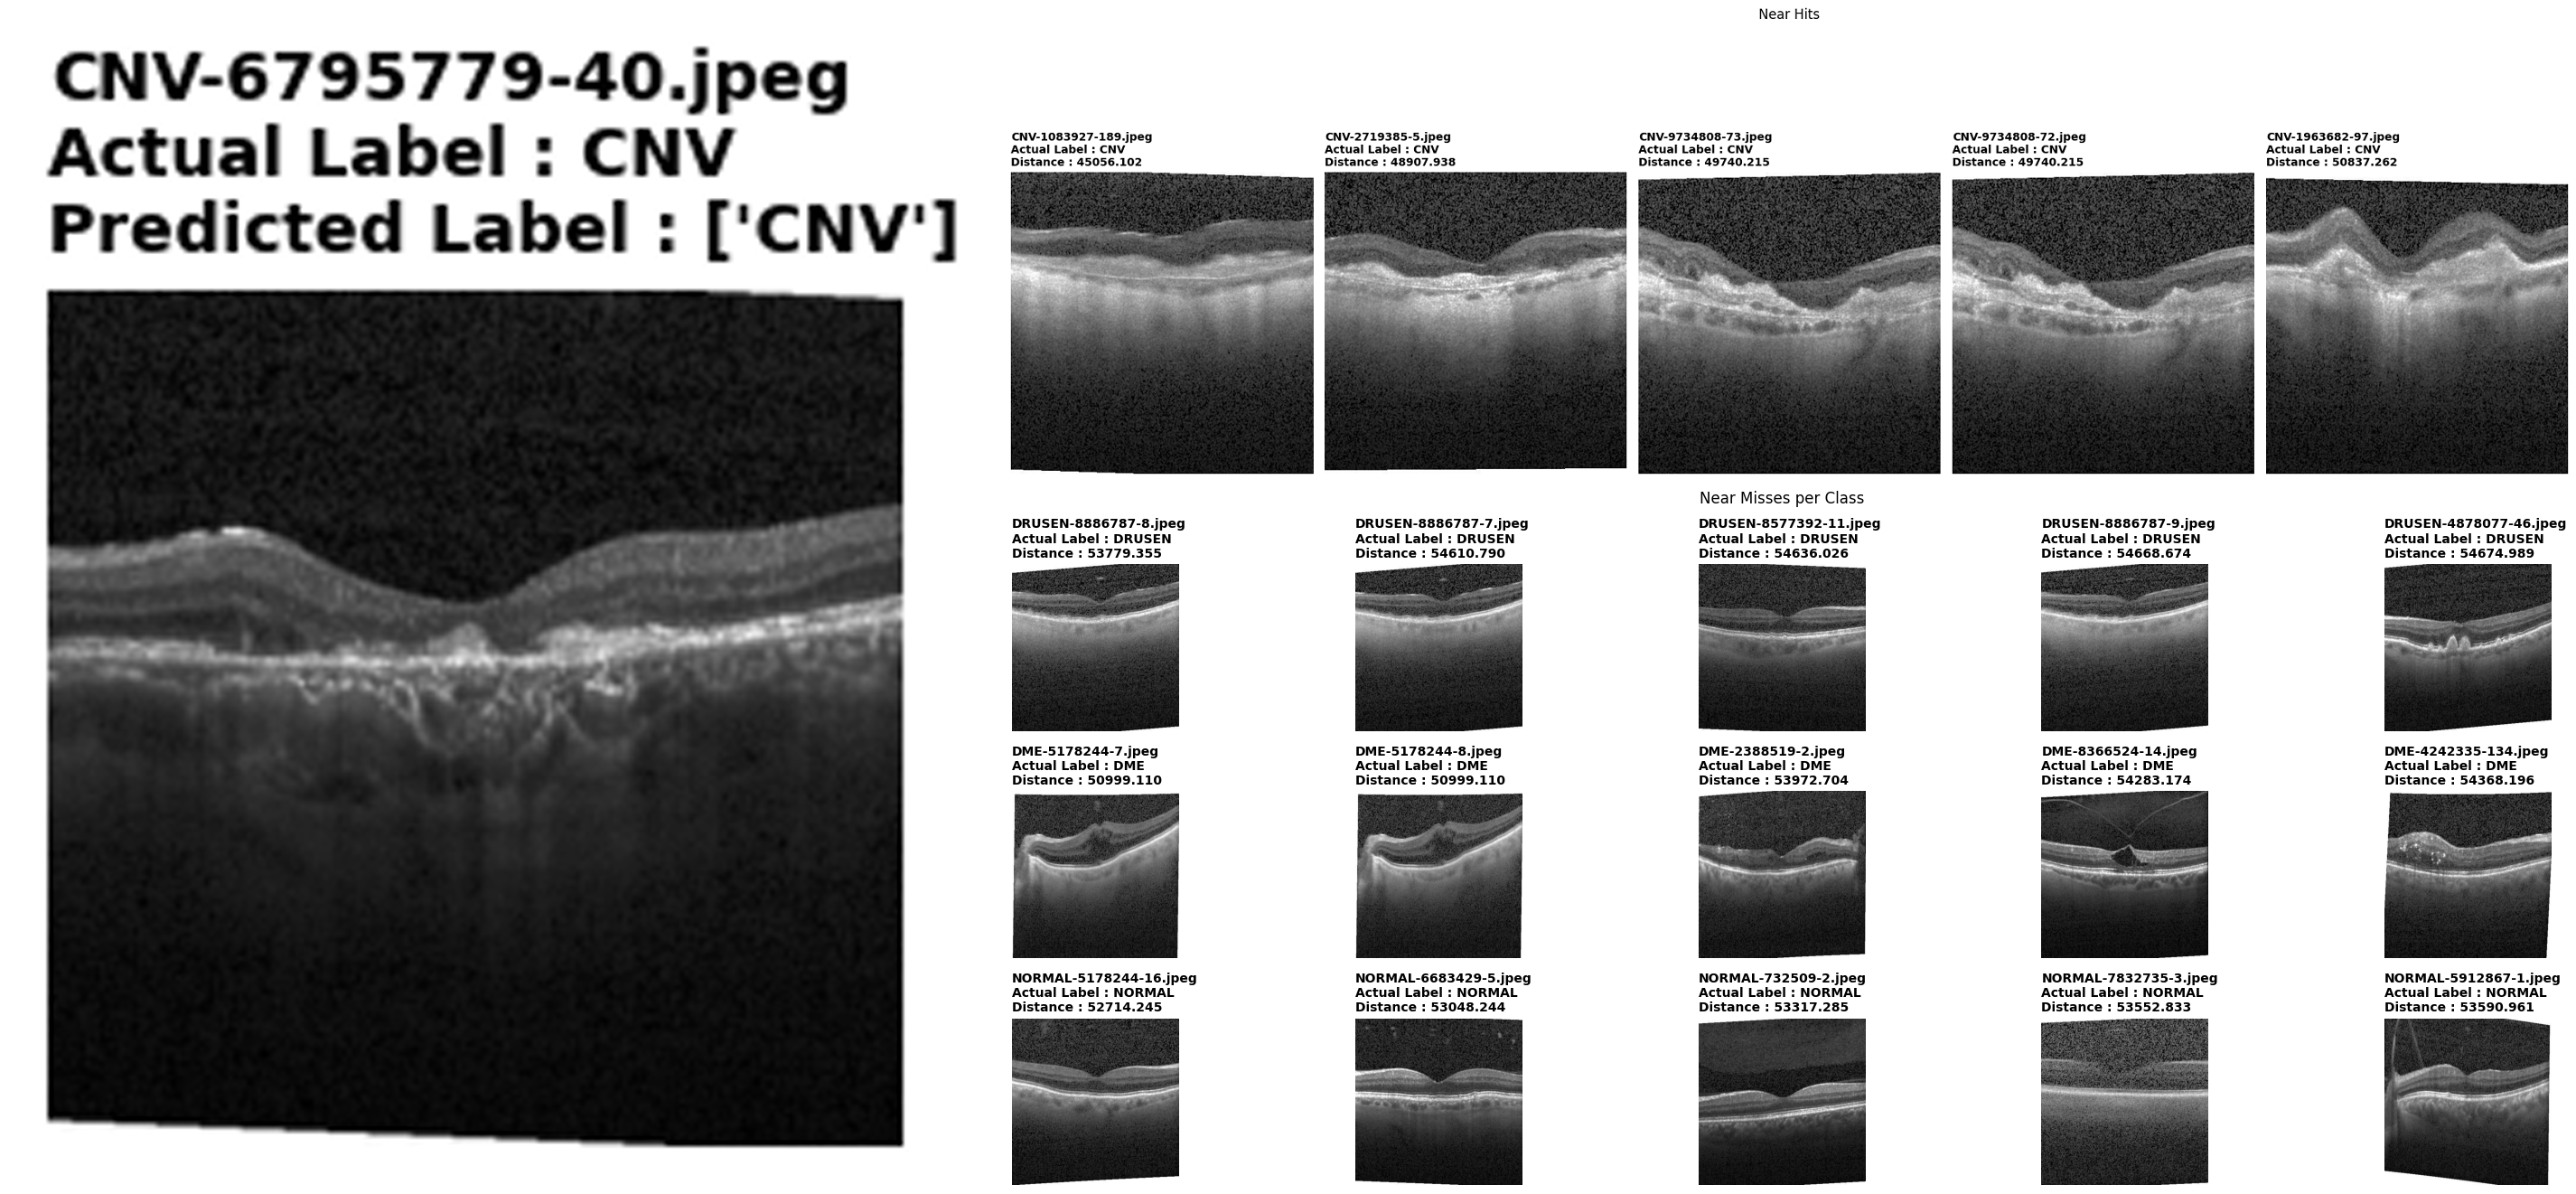 CNV-6795779-40.jpeg
Actual Label : CNV
Predicted Label : ['CNV']
Near Hits
CNV-1083927-189.jpeg
Actual Label : CNV
Distance : 45056.102
CNV-2719385-5.jpeg
Actual Label : CNV
Distance : 48907.938
CNV-9734808-73.jpeg
Actual Label : CNV
Distance : 49740.215
CNV-9734808-72.jpeg
Actual Label : CNV
Distance : 49740.215
CNV-1963682-97.jpeg
Actual Label : CNV
Distance : 50837.262
Near Misses per Class
DRUSEN-8886787-8.jpeg
Actual Label : DRUSEN
Distance : 53779.355
DRUSEN-8886787-7.jpeg
Actual Label : DRUSEN
Distance : 54610.790
DRUSEN-8577392-11.jpeg
Actual Label : DRUSEN
Distance : 54636.026
DRUSEN-8886787-9.jpeg
Actual Label : DRUSEN
Distance : 54668.674
DRUSEN-4878077-46.jpeg
Actual Label : DRUSEN
Distance : 54674.989
DME-5178244-7.jpeg
Actual Label : DME
Distance : 50999.110
DME-5178244-8.jpeg
Actual Label : DME
Distance : 50999.110
DME-2388519-2.jpeg
Actual Label : DME
Distance : 53972.704
DME-8366524-14.jpeg
Actual Label : DME
Distance : 54283.174
DME-4242335-134.jpeg
Actual Label : DME
Distance : 54368.196
NORMAL-5178244-16.jpeg
Actual Label : NORMAL
Distance : 52714.245
NORMAL-6683429-5.jpeg
Actual Label : NORMAL
Distance : 53048.244
NORMAL-732509-2.jpeg
Actual Label : NORMAL
Distance : 53317.285
NORMAL-7832735-3.jpeg
Actual Label : NORMAL
Distance : 53552.833
NORMAL-5912867-1.jpeg
Actual Label : NORMAL
Distance : 53590.961